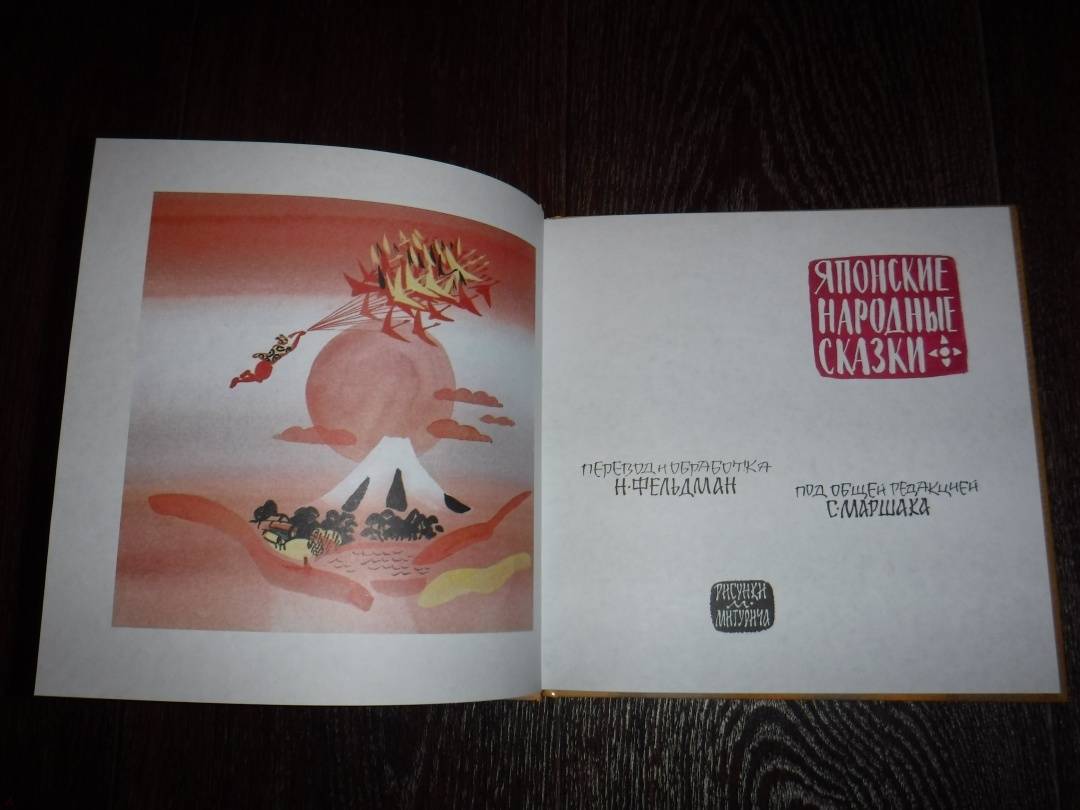 ЯПОНСКИЕ
НАРОДНЫЕ
СКАЗКИ
ПЕРЕВОД И ОБРАБОТКА
Н. ФЕЛЬДМАН
ПОД ОБЩЕЙ РЕДАКЦИЕЙ
С. МАРШАКА
РИСУНКИ
М.
МИТУРИЧА